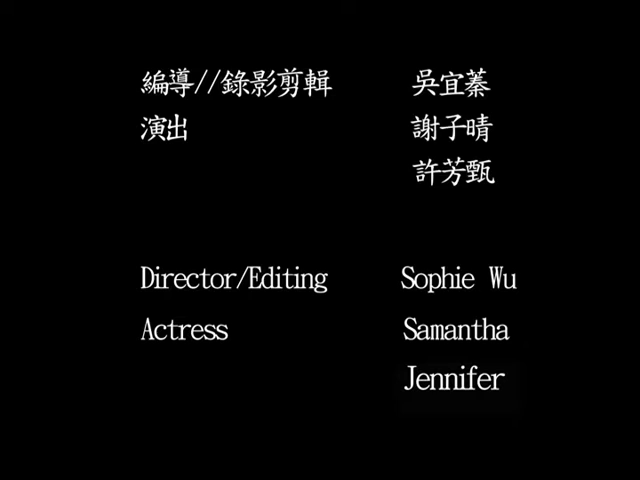 編導//錄影剪輯 吳宜蓁
演出 謝子晴
許芳甄
Director/Editing Sophie Wu
Actress Samantha
Jennifer